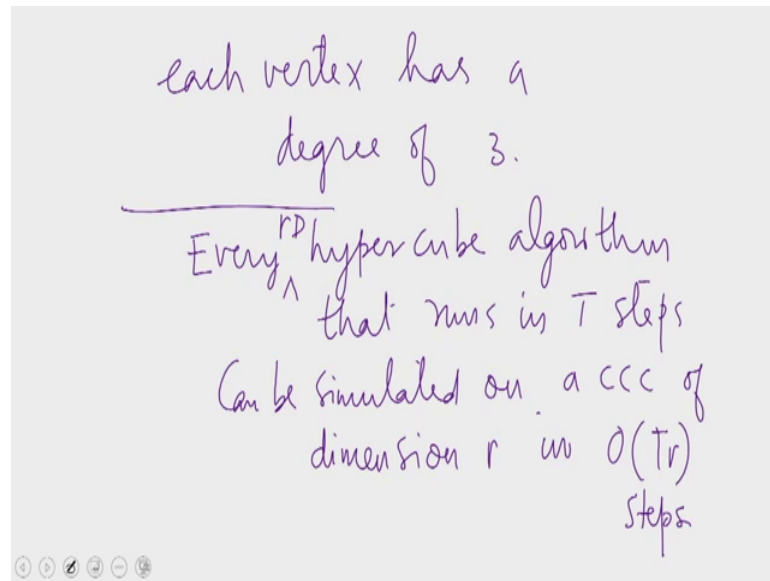 each vertex has a
degree of 3.
Every rD hypercube algorithm
that runs in T steps
Can be simulated on a CCC of
dimension r in O(Tr)
steps